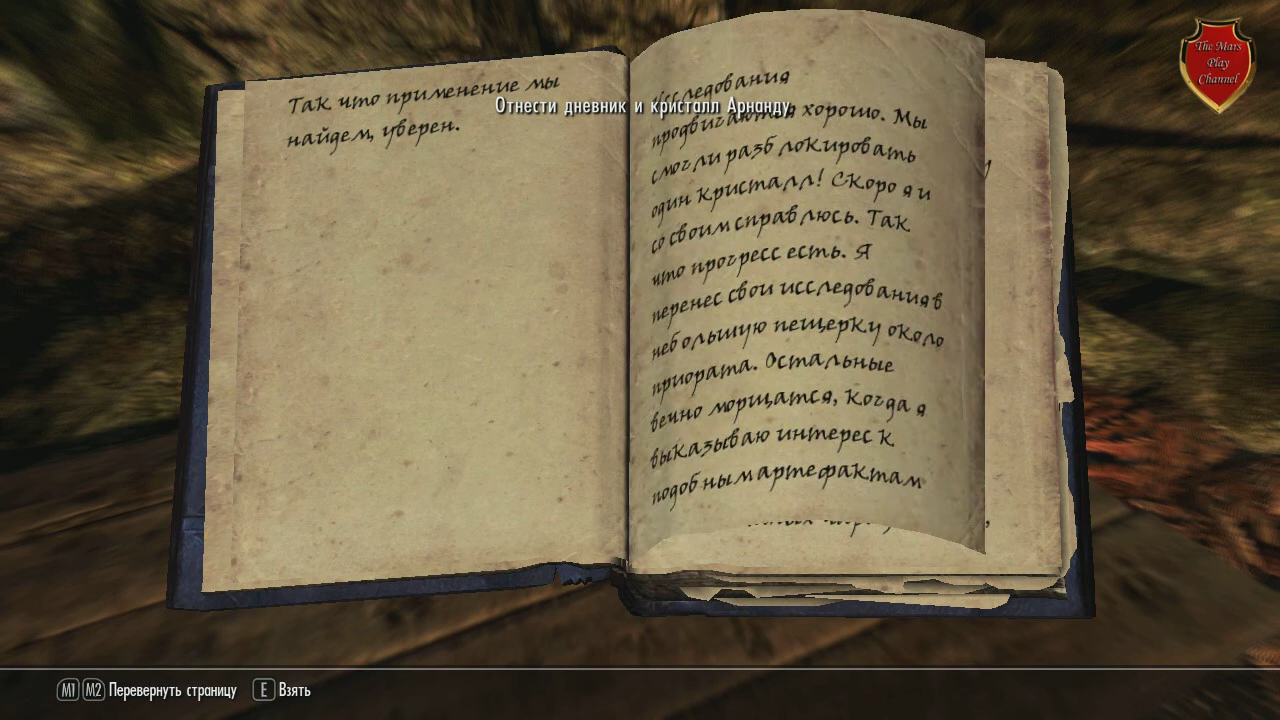 Так что применение мы
найдем, уверен.
Отнести дневник и кристалл Арнанду.
исследования
продвигаются хорошо. Мы
смогли разблокировать
один кристалл! Скоро я и
со своим справлюсь. Так
что прогресс есть. Я
перенес свои исследования в
небольшую пещерку около
приората. Остальные
вечно морщатся, когда я
выказываю интерес к
подобным артефактам
The Mars
Play
Channel
M1 M2 Перевернуть страницу E Взять